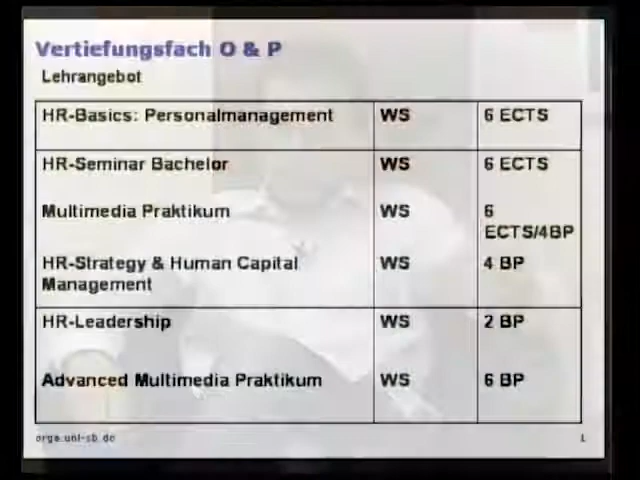 Vertiefungsfach O & P
Lehrangebot
HR-Basics: Personalmanagement WS 6 ECTS
HR-Seminar Bachelor WS 6 ECTS
Multimedia Praktikum WS 6
ECTS/4BP
HR-Strategy & Human Capital WS 4 BP
Management
HR-Leadership WS 2 BP
Advanced Multimedia Praktikum WS 6 BP
orga.uni-sb.de